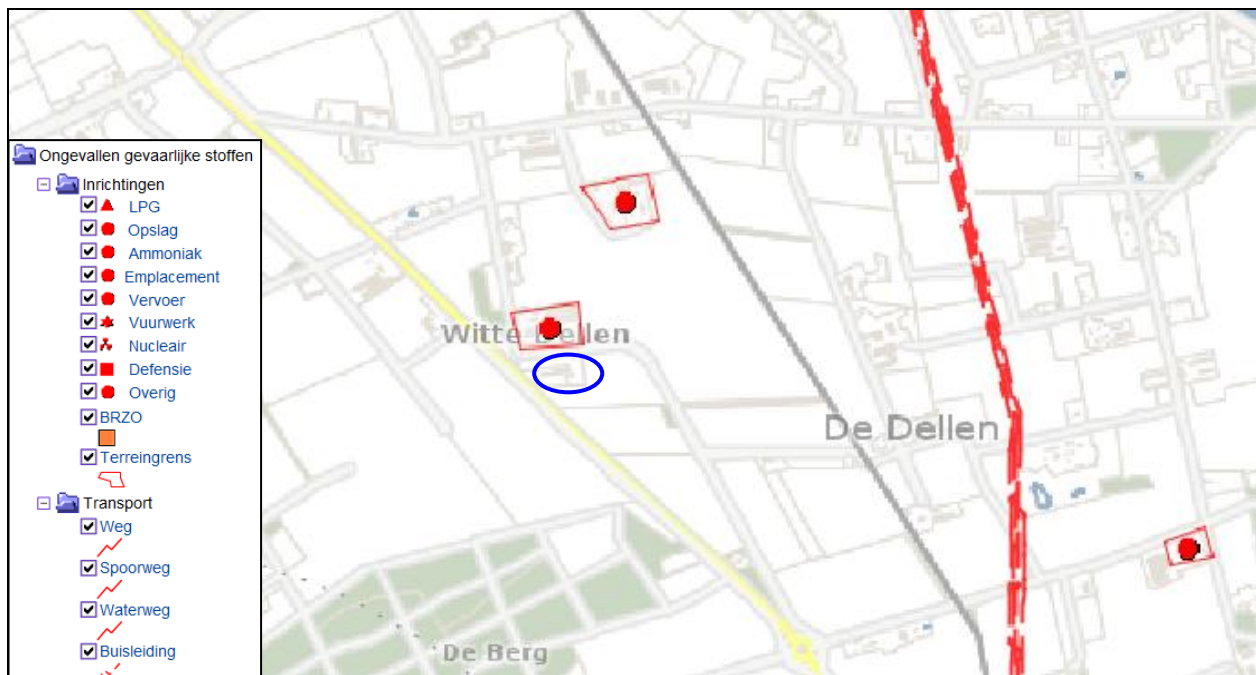 Ongevallen gevaarlijke stoffen
Inrichtingen
LPG
Opslag
Ammoniak
Emplacement
Vervoer
Vuurwerk
Nucleair
Defensie
Overig
BRZO
Terreingrens
Transport
Weg
Spoorweg
Waterweg
Buisleiding
Witte Dellen
De Dellen
De Berg